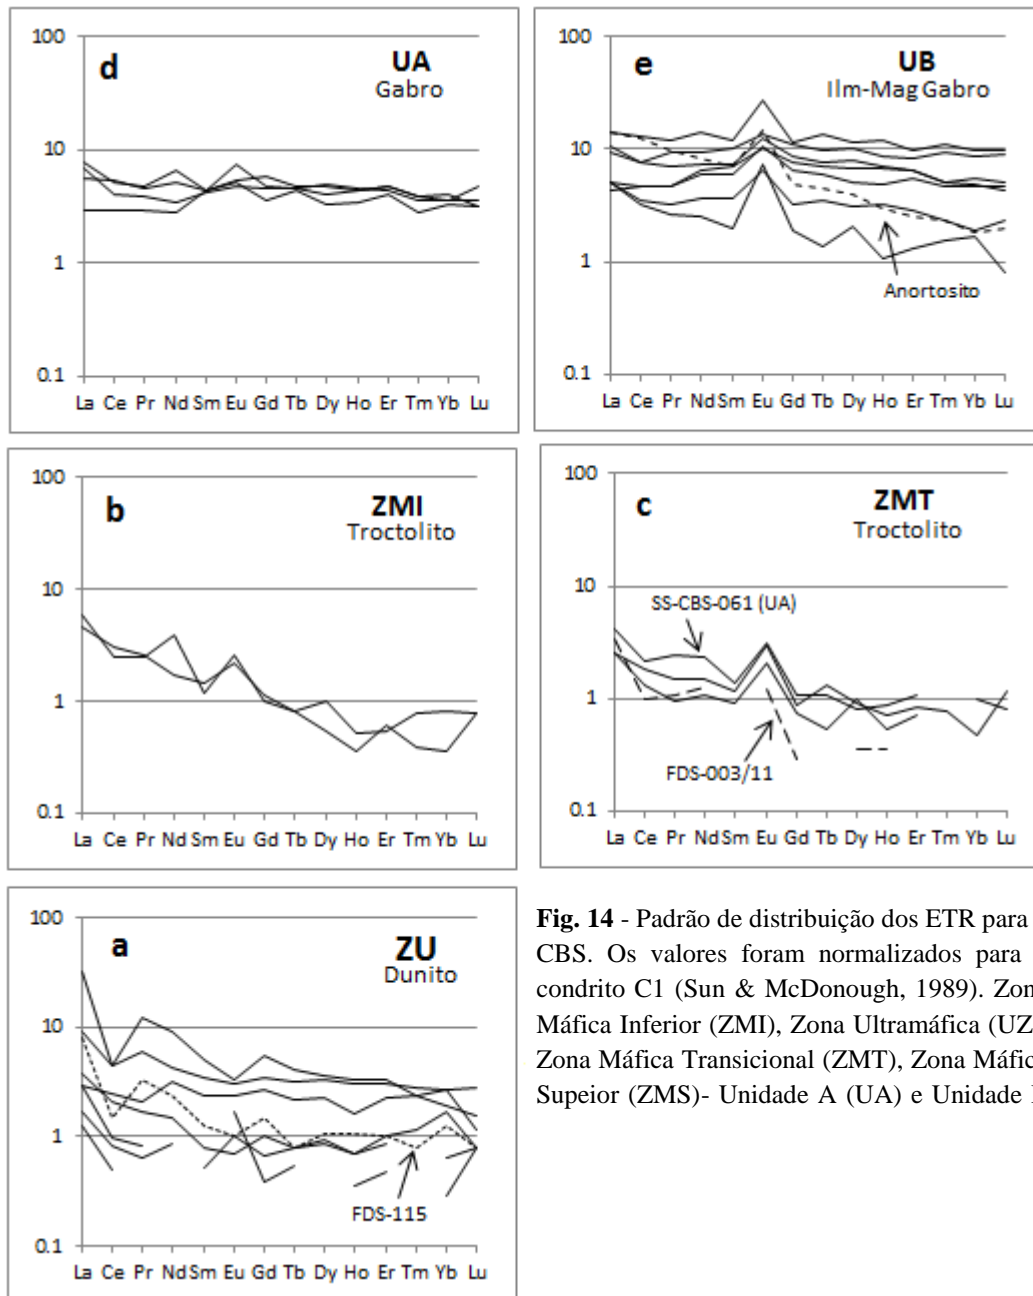 100
10
1
0.1
d
UA
Gabro
La Ce Pr Nd Sm Eu Gd Tb Dy Ho Er Tm Yb Lu
100
10
1
0.1
e
UB
Ilm-Mag Gabro
Anortosito
La Ce Pr Nd Sm Eu Gd Tb Dy Ho Er Tm Yb Lu
100
10
1
0.1
b
ZMI
Troctolito
La Ce Pr Nd Sm Eu Gd Tb Dy Ho Er Tm Yb Lu
100
10
1
0.1
c
ZMT
Troctolito
SS-CBS-061 (UA)
FDS-003/11
La Ce Pr Nd Sm Eu Gd Tb Dy Ho Er Tm Yb Lu
100
10
1
0.1
a
ZU
Dunito
FDS-115
La Ce Pr Nd Sm Eu Gd Tb Dy Ho Er Tm Yb Lu
Fig. 14 - Padrão de distribuição dos ETR para
CBS. Os valores foram normalizados para
condrito C1 (Sun & McDonough, 1989). Zon
Máfica Inferior (ZMI), Zona Ultramáfica (UZ
Zona Máfica Transicional (ZMT), Zona Máfic
Supeior (ZMS)- Unidade A (UA) e Unidade